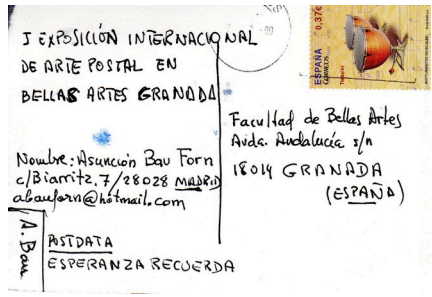 I EXPOSICIÓN INTERNACIONAL
DE ARTE POSTAL EN
BELLAS ARTES GRANADA
Nombre: Asunción Bau Forn
c/Biarritz, 7/28028 MADRID
abauforn@hotmail.com
A. Bau
POSTDATA
ESPERANZA RECUERDA
ESPAÑA
CORREOS
0,37€
Facultad de Bellas Artes
Avda. Andalucía s/n
18014 GRANADA
(ESPAÑA)